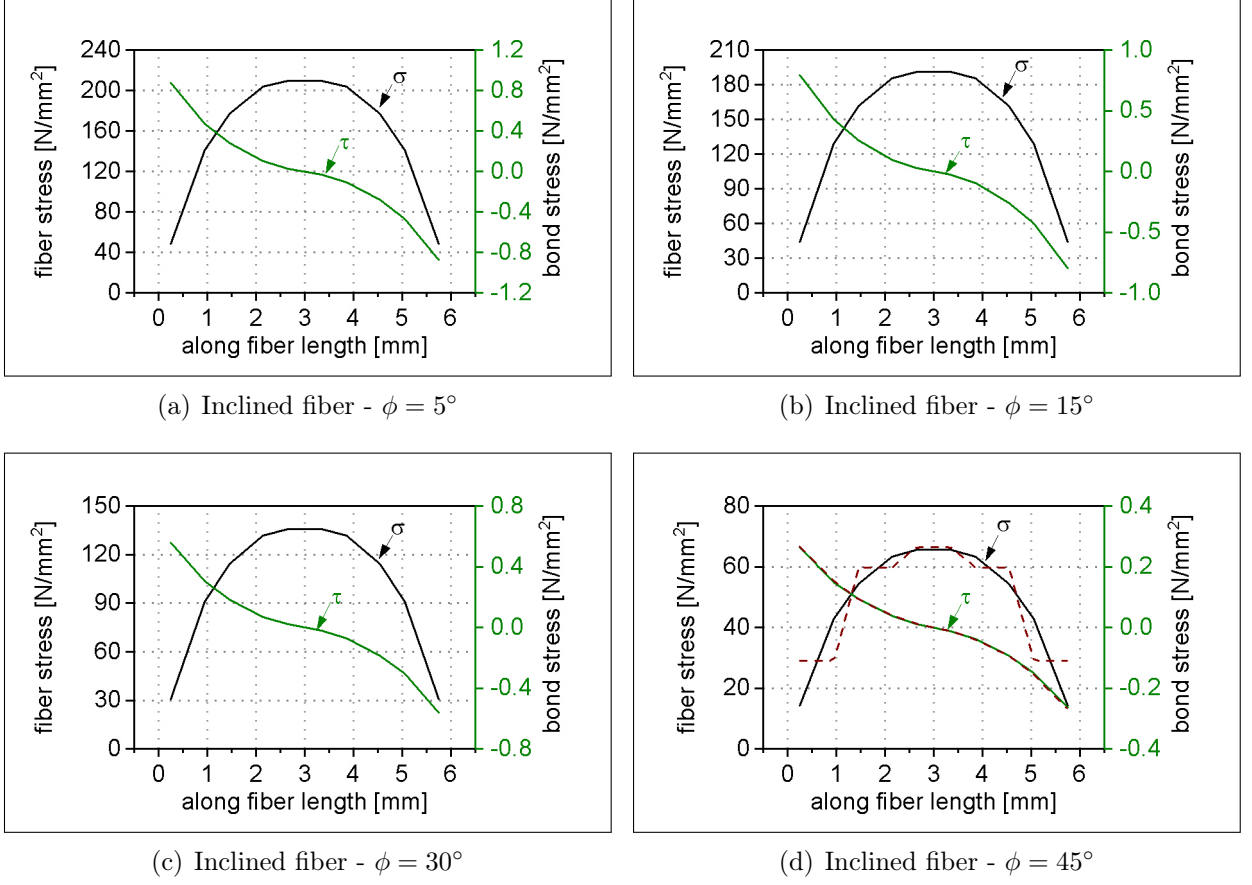 240
200
160
120
80
40
0
fiber stress [N/mm²]
1.2
0.8
0.4
0.0
-0.4
-0.8
-1.2
bond stress [N/mm²]
σ
τ
0 1 2 3 4 5 6
along fiber length [mm]
(a) Inclined fiber - ϕ = 5°
210
180
150
120
90
60
30
0
fiber stress [N/mm²]
1.0
0.5
0.0
-0.5
-1.0
bond stress [N/mm²]
σ
τ
0 1 2 3 4 5 6
along fiber length [mm]
(b) Inclined fiber - ϕ = 15°
150
120
90
60
30
0
fiber stress [N/mm²]
0.8
0.4
0.0
-0.4
-0.8
bond stress [N/mm²]
σ
τ
0 1 2 3 4 5 6
along fiber length [mm]
(c) Inclined fiber - ϕ = 30°
80
60
40
20
0
fiber stress [N/mm²]
0.4
0.2
0.0
-0.2
-0.4
bond stress [N/mm²]
σ
τ
0 1 2 3 4 5 6
along fiber length [mm]
(d) Inclined fiber - ϕ = 45°